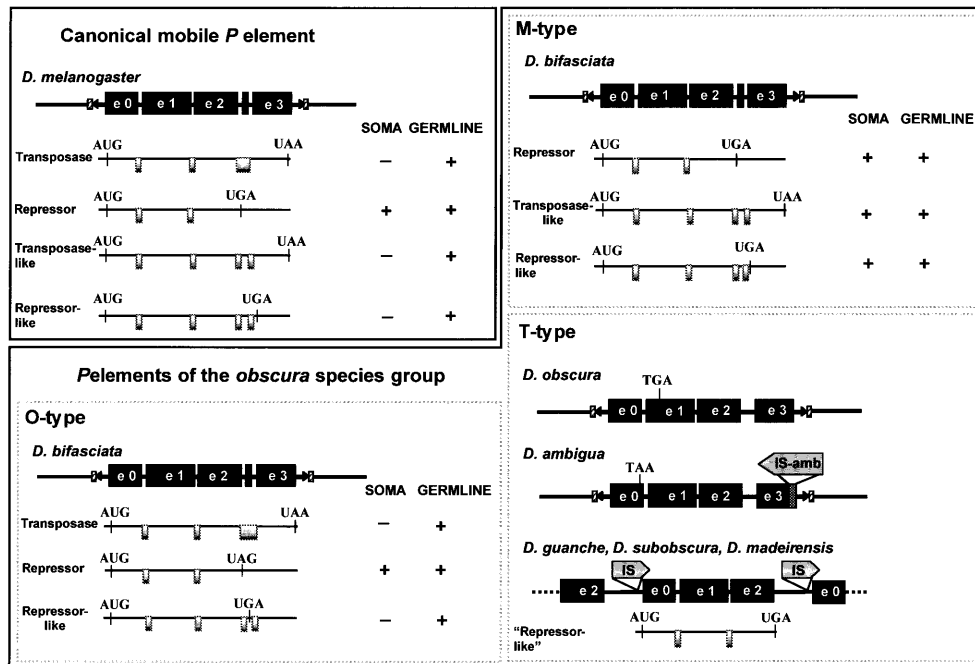 Canonical mobile P element
D. melanogaster
e 0 e 1 e 2 e 3
SOMA GERMLINE
Transposase AUG UAA – +
Repressor AUG UGA + +
Transposase-
like AUG UAA – +
Repressor-
like AUG UGA – +
Pelements of the obscura species group
O-type
D. bifasciata
e 0 e 1 e 2 e 3
SOMA GERMLINE
Transposase AUG UAA – +
Repressor AUG UAG + +
Repressor-
like AUG UGA – +
M-type
D. bifasciata
e 0 e 1 e 2 e 3
SOMA GERMLINE
Repressor AUG UGA + +
Transposase-
like AUG UAA + +
Repressor-
like AUG UGA + +
T-type
D. obscura
TGA
e 0 e 1 e 2 e 3
D. ambigua
TAA IS-amb
e 0 e 1 e 2 e 3
D. guanche, D. subobscura, D. madeirensis
IS IS
e 2 e 0 e 1 e 2 e 0
"Repressor-
like" AUG UGA